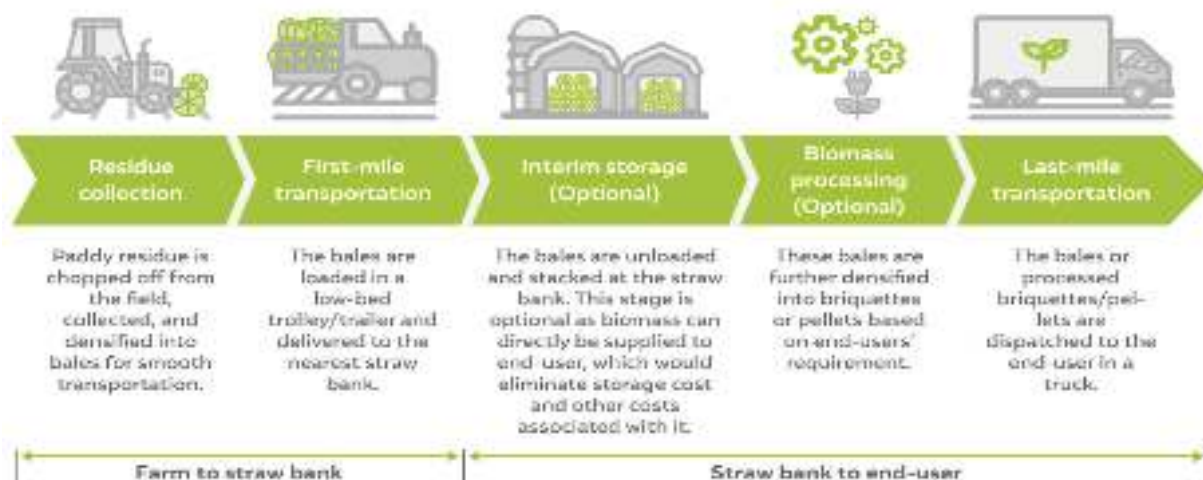 Residue
collection
First-mile
transportation
Interim storage
(Optional)
Biomass
processing
(Optional)
Last-mile
transportation
Paddy residue is
chopped off from
the field,
collected, and
densified into
bales for smooth
transportation.
The bales are
loaded in a
low-bed
trolley/trailer and
delivered to the
nearest straw
bank.
The bales are unloaded
and stacked at the straw
bank. This stage is
optional as biomass can
directly be supplied to
end-user, which would
eliminate storage cost
and other costs
associated with it.
These bales are
further densified
into briquettes
or pellets based
on end-users'
requirement.
The bales or
processed
briquettes/pel-
lets are
dispatched to the
end-user in a
truck.
Farm to straw bank
Straw bank to end-user